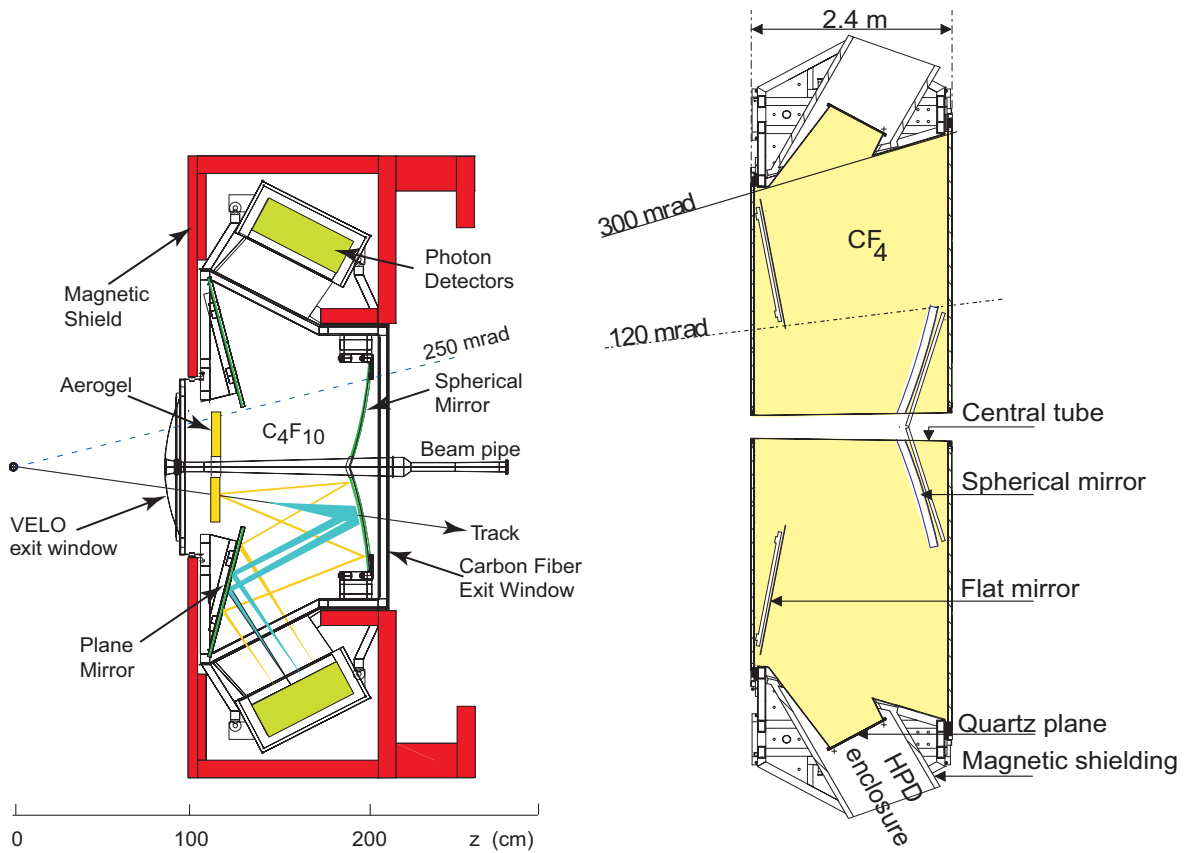 Magnetic
Shield
Aerogel
VELO
exit window
Plane
Mirror
Photon
Detectors
250 mrad
Spherical
Mirror
C4F10
Beam pipe
Track
Carbon Fiber
Exit Window
0
100
200
z (cm)
2.4 m
300 mrad
CF4
120 mrad
Central tube
Spherical mirror
Flat mirror
Quartz plane
Magnetic shielding
HPD
enclosure